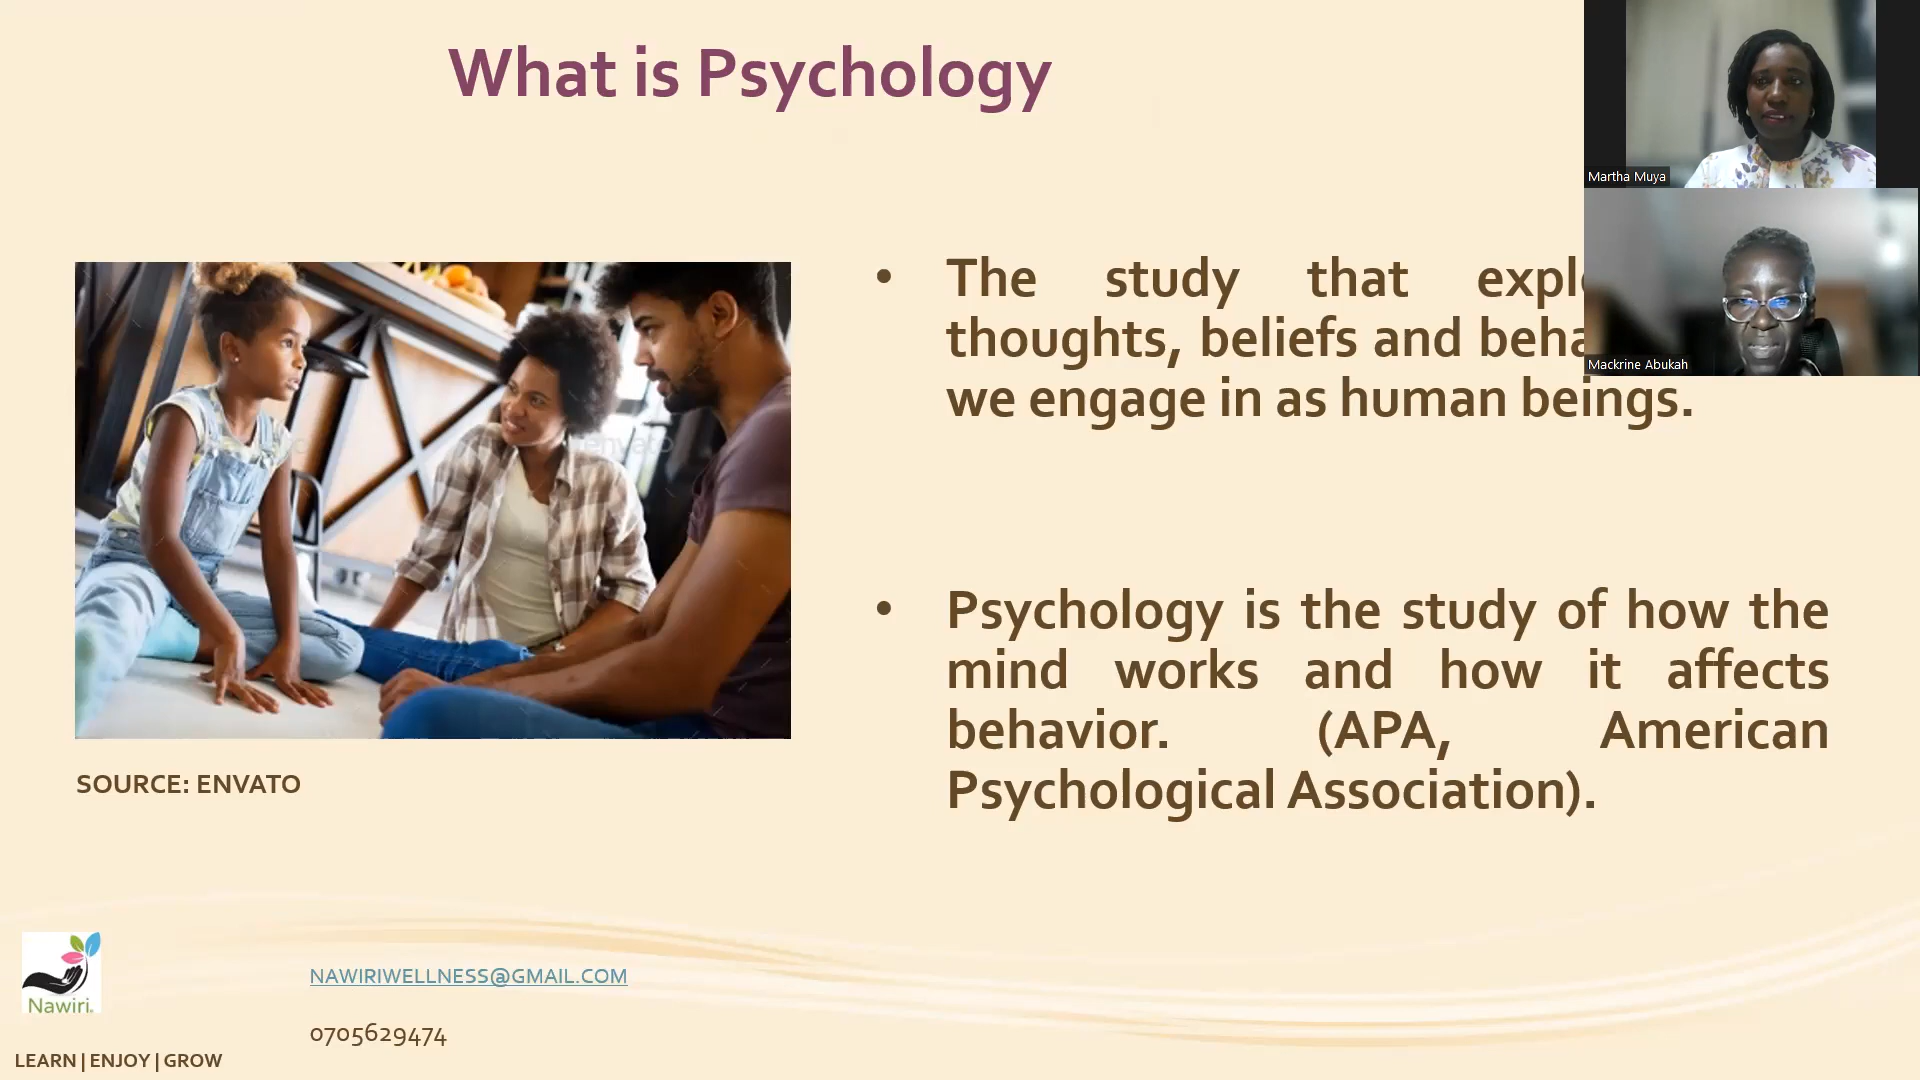 What is Psychology
Martha Muya
Mackrine Abukah
• The study that
thoughts, beliefs and
we engage in as human beings.
• Psychology is the study of how the
mind works and how it affects
behavior. (APA, American
Psychological Association).
envato
SOURCE: ENVATO
Nawiri
NAWIRIWELLNESS@GMAIL.COM
0705629474
LEARN | ENJOY | GROW